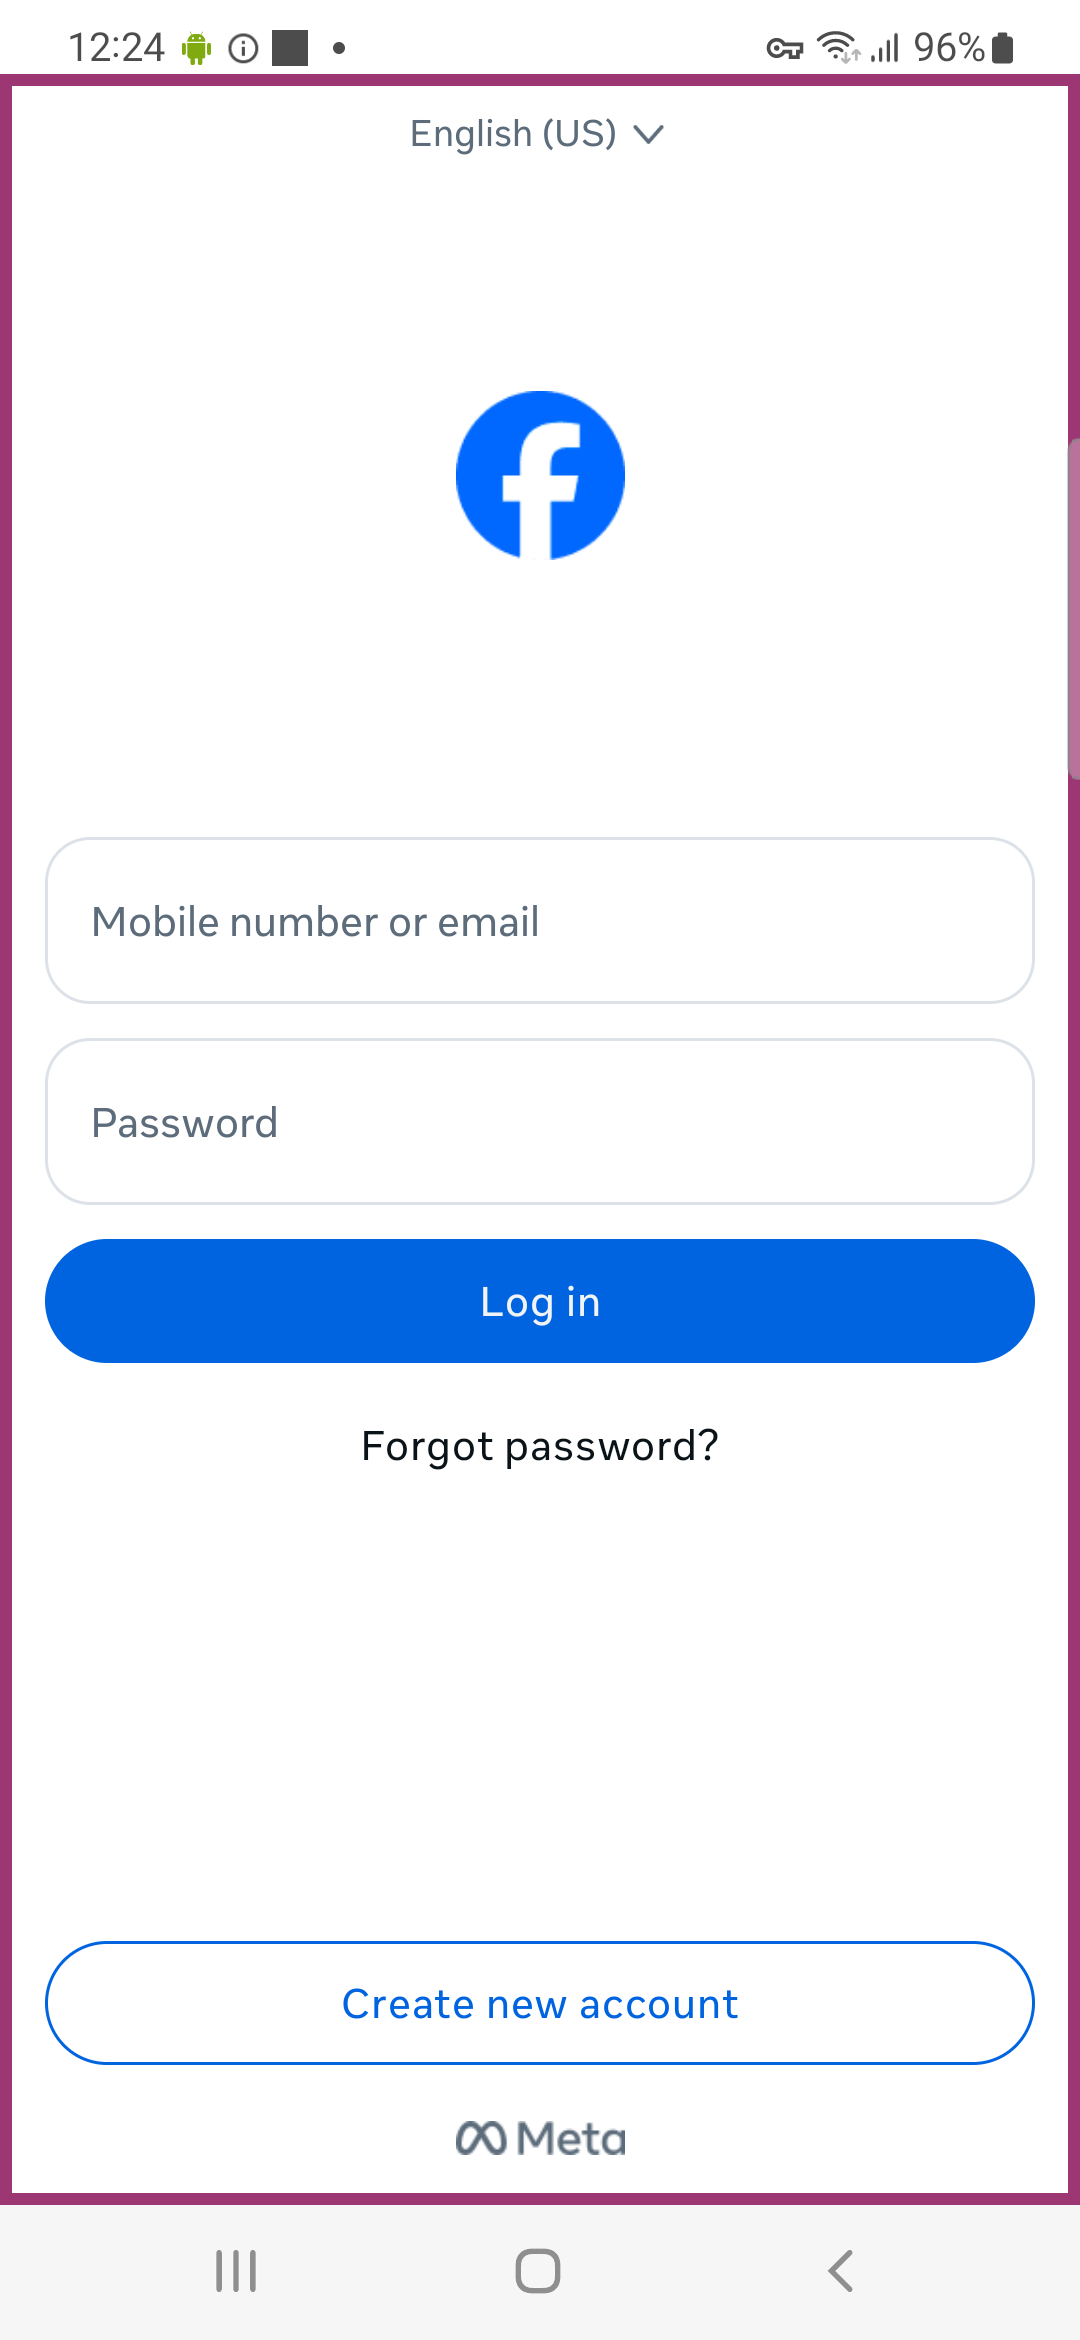 12:24 96%
English (US)
Mobile number or email
Password
Log in
Forgot password?
Create new account
Meta